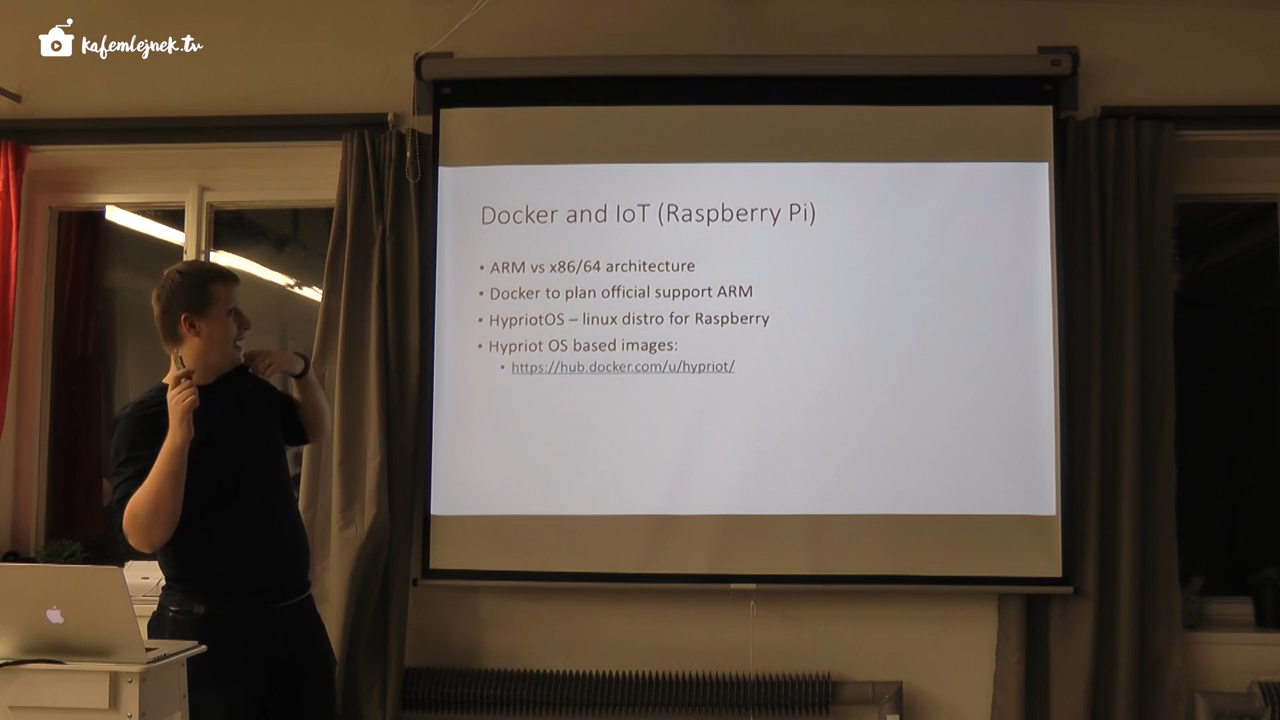 kafemlejnek.tv
Docker and IoT (Raspberry Pi)
• ARM vs x86/64 architecture
• Docker to plan official support ARM
• HypriotOS – linux distro for Raspberry
• Hypriot OS based images:
• https://hub.docker.com/u/hypriot/